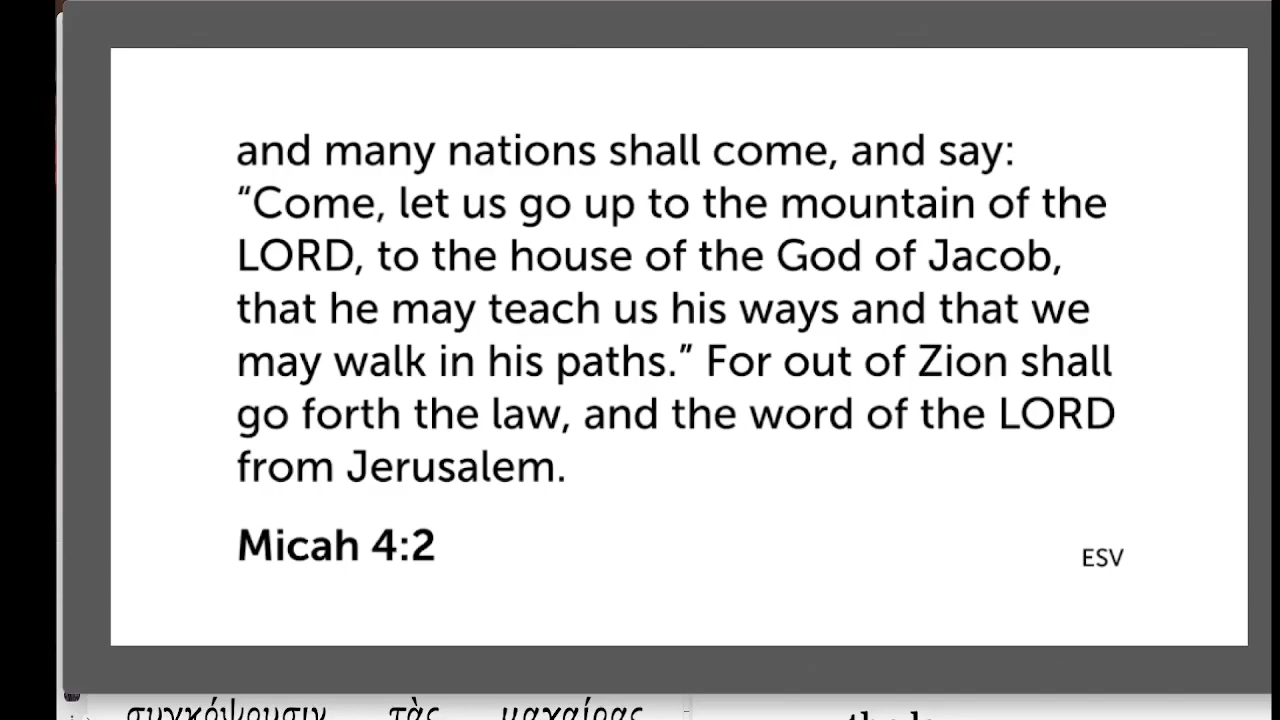 and many nations shall come, and say:
“Come, let us go up to the mountain of the
LORD, to the house of the God of Jacob,
that he may teach us his ways and that we
may walk in his paths.” For out of Zion shall
go forth the law, and the word of the LORD
from Jerusalem.
Micah 4:2
ESV
συγκόψουσιν τὰς μαχαίρας